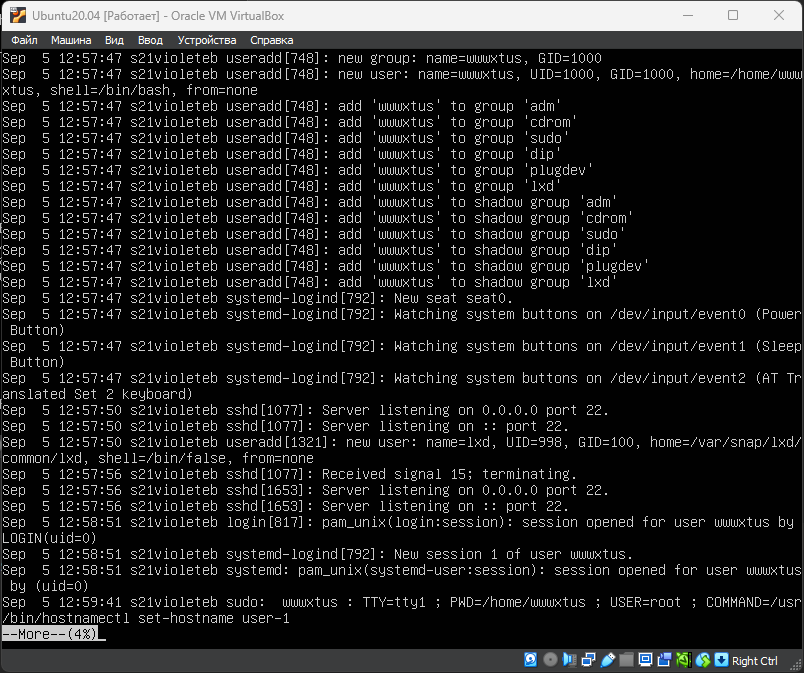 Ubuntu20.04 [Работает] - Oracle VM VirtualBox
Файл Машина Вид Ввод Устройства Справка
Sep  5 12:57:47 s21violeteb useradd[748]: new group: name=wwwxtus, GID=1000
Sep  5 12:57:47 s21violeteb useradd[748]: new user: name=wwwxtus, UID=1000, GID=1000, home=/home/www
xtus, shell=/bin/bash, from=none
Sep  5 12:57:47 s21violeteb useradd[748]: add 'wwwxtus' to group 'adm'
Sep  5 12:57:47 s21violeteb useradd[748]: add 'wwwxtus' to group 'cdrom'
Sep  5 12:57:47 s21violeteb useradd[748]: add 'wwwxtus' to group 'sudo'
Sep  5 12:57:47 s21violeteb useradd[748]: add 'wwwxtus' to group 'dip'
Sep  5 12:57:47 s21violeteb useradd[748]: add 'wwwxtus' to group 'plugdev'
Sep  5 12:57:47 s21violeteb useradd[748]: add 'wwwxtus' to group 'lxd'
Sep  5 12:57:47 s21violeteb useradd[748]: add 'wwwxtus' to shadow group 'adm'
Sep  5 12:57:47 s21violeteb useradd[748]: add 'wwwxtus' to shadow group 'cdrom'
Sep  5 12:57:47 s21violeteb useradd[748]: add 'wwwxtus' to shadow group 'sudo'
Sep  5 12:57:47 s21violeteb useradd[748]: add 'wwwxtus' to shadow group 'dip'
Sep  5 12:57:47 s21violeteb useradd[748]: add 'wwwxtus' to shadow group 'plugdev'
Sep  5 12:57:47 s21violeteb useradd[748]: add 'wwwxtus' to shadow group 'lxd'
Sep  5 12:57:47 s21violeteb systemd-logind[792]: New seat seat0.
Sep  5 12:57:47 s21violeteb systemd-logind[792]: Watching system buttons on /dev/input/event0 (Power
 Button)
Sep  5 12:57:47 s21violeteb systemd-logind[792]: Watching system buttons on /dev/input/event1 (Sleep
 Button)
Sep  5 12:57:47 s21violeteb systemd-logind[792]: Watching system buttons on /dev/input/event2 (AT Tr
anslated Set 2 keyboard)
Sep  5 12:57:50 s21violeteb sshd[1077]: Server listening on 0.0.0.0 port 22.
Sep  5 12:57:50 s21violeteb sshd[1077]: Server listening on :: port 22.
Sep  5 12:57:50 s21violeteb useradd[1321]: new user: name=lxd, UID=998, GID=100, home=/var/snap/lxd/
common/lxd, shell=/bin/false, from=none
Sep  5 12:57:56 s21violeteb sshd[1077]: Received signal 15; terminating.
Sep  5 12:57:56 s21violeteb sshd[1653]: Server listening on 0.0.0.0 port 22.
Sep  5 12:57:56 s21violeteb sshd[1653]: Server listening on :: port 22.
Sep  5 12:58:51 s21violeteb login[817]: pam_unix(login:session): session opened for user wwwxtus by 
LOGIN(uid=0)
Sep  5 12:58:51 s21violeteb systemd-logind[792]: New session 1 of user wwwxtus.
Sep  5 12:58:51 s21violeteb systemd: pam_unix(systemd-user:session): session opened for user wwwxtus
 by (uid=0)
Sep  5 12:59:41 s21violeteb sudo:  wwwxtus : TTY=tty1 ; PWD=/home/wwwxtus ; USER=root ; COMMAND=/usr
/bin/hostnamectl set-hostname user-1
--More--(4%)
Right Ctrl